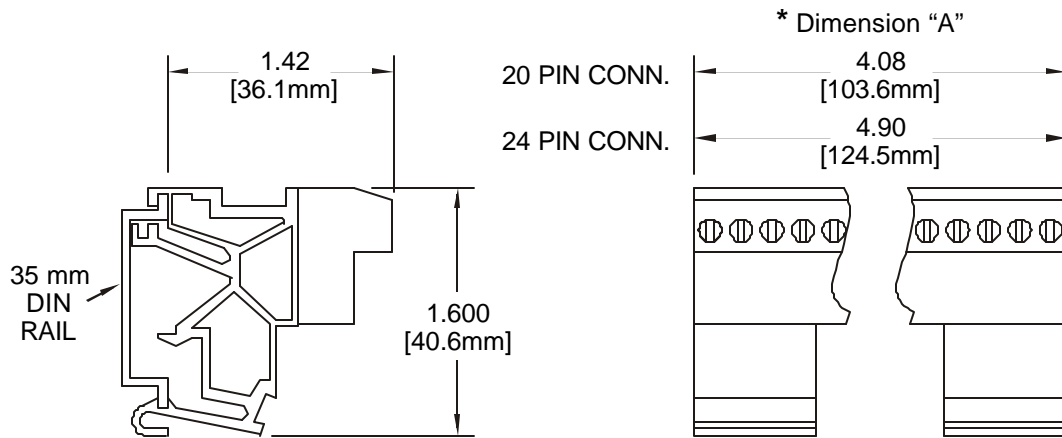 * Dimension “A”
1.42
[36.1mm]
20 PIN CONN.
4.08
[103.6mm]
24 PIN CONN.
4.90
[124.5mm]
35 mm
DIN
RAIL
1.600
[40.6mm]